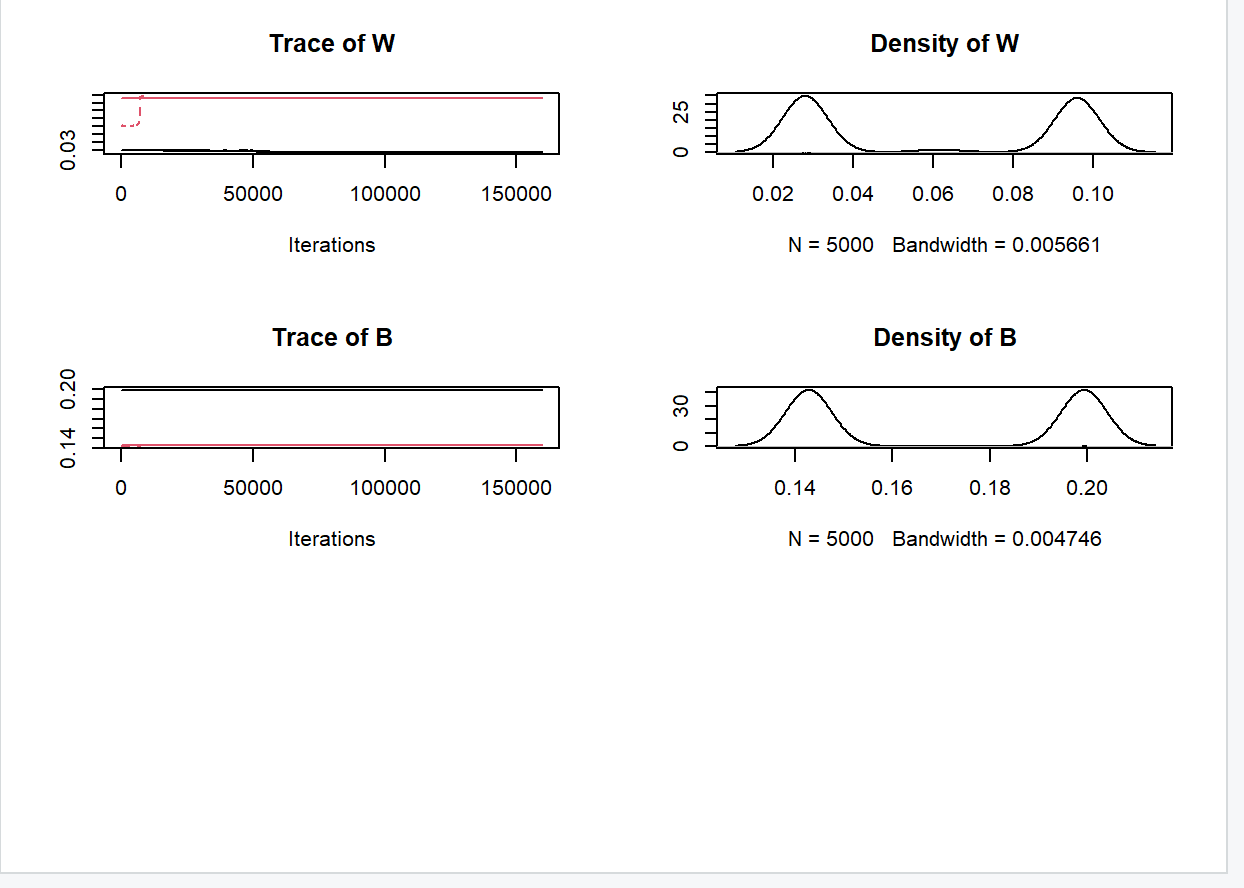 Trace of W
0.03
0 50000 100000 150000
Iterations
Density of W
0 25
0.02 0.04 0.06 0.08 0.10
N = 5000 Bandwidth = 0.005661
Trace of B
0.14 0.20
0 50000 100000 150000
Iterations
Density of B
0 30
0.14 0.16 0.18 0.20
N = 5000 Bandwidth = 0.004746